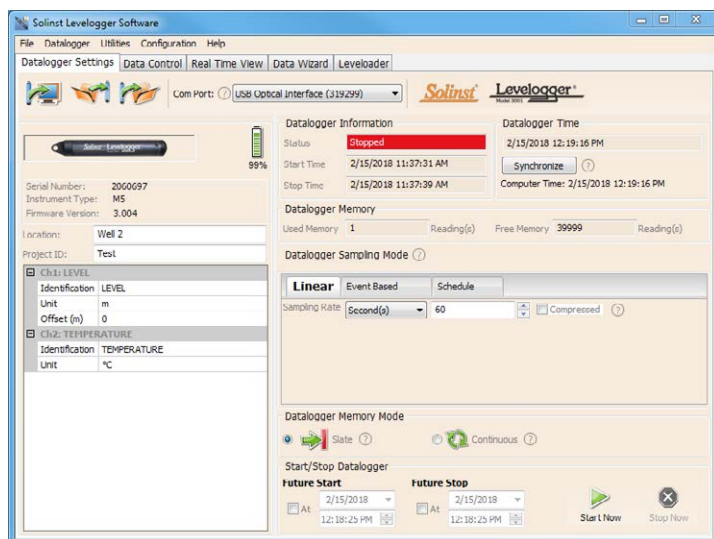 Solinst Levelogger Software
File Datalogger Utilities Configuration Help
Datalogger Settings Data Control Real Time View Data Wizard Leveloader
Com Port: ? USB Optical Interface (319299) Solinst Levelogger®
Model 3001
Solinst Levelogger
99%
Serial Number: 2060697
Instrument Type: M5
Firmware Version: 3.004
Location: Well 2
Project ID: Test
Ch1: LEVEL
Identification LEVEL
Unit m
Offset (m) 0
Ch2: TEMPERATURE
Identification TEMPERATURE
Unit °C
Datalogger Information
Status Stopped
Start Time 2/15/2018 11:37:31 AM
Stop Time 2/15/2018 11:37:39 AM
Datalogger Time
2/15/2018 12:19:16 PM
Synchronize ?
Computer Time: 2/15/2018 12:19:16 PM
Datalogger Memory
Used Memory 1 Reading(s) Free Memory 39999 Reading(s)
Datalogger Sampling Mode ?
Linear Event Based Schedule
Sampling Rate Second(s) 60 Compressed ?
Datalogger Memory Mode
Slate ? Continuous ?
Start/Stop Datalogger
Future Start Future Stop
At 2/15/2018 12:18:25 PM At 2/15/2018 12:18:25 PM
Start Now Stop Now